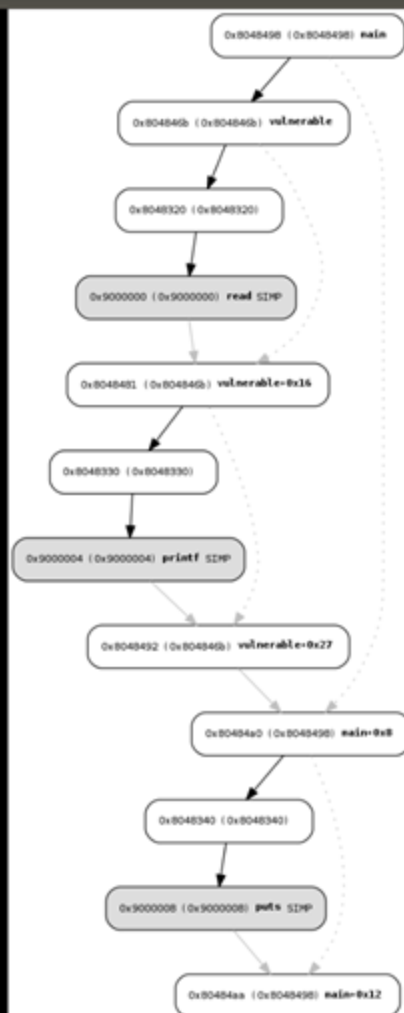 0x8048498 (0x8048498) main
0x804846b (0x804846b) vulnerable
0x8048320 (0x8048320)
0x9000000 (0x9000000) read SIMP
0x8048481 (0x804846b) vulnerable+0x16
0x8048330 (0x8048330)
0x9000004 (0x9000004) printf SIMP
0x8048492 (0x804846b) vulnerable+0x27
0x80484a0 (0x8048498) main+0x8
0x8048340 (0x8048340)
0x9000008 (0x9000008) puts SIMP
0x80484aa (0x8048498) main+0x12